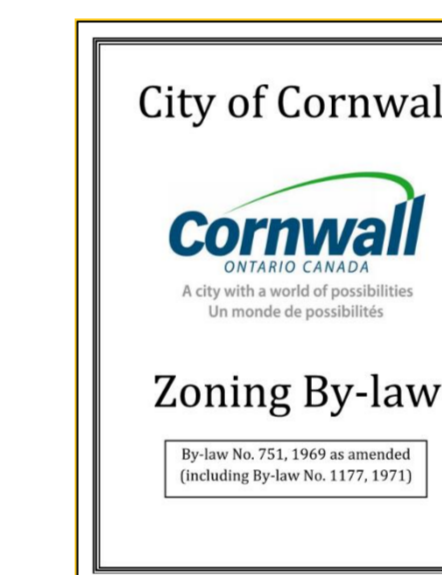 City of Cornwal
Cornwall
ONTARIO CANADA
A city with a world of possibilities
Un monde de possibilités
Zoning By-law
By-law No. 751, 1969 as amended
(including By-law No. 1177, 1971)